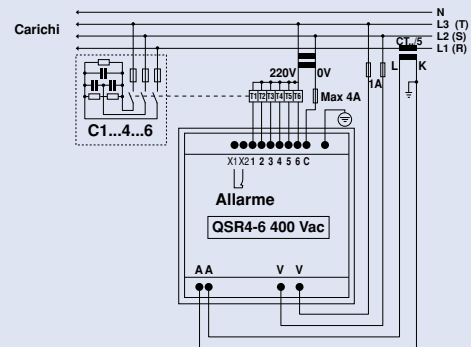 N
L3 (T)
Carichi
L2 (S)
L1 (R)
CT../5
220V 0V
L K
1A
T1 T2 T3 T4 T5 T6
Max 4A
C1...4...6
X1 X2 1 2 3 4 5 6 C
Allarme
QSR4-6 400 Vac
A A V V